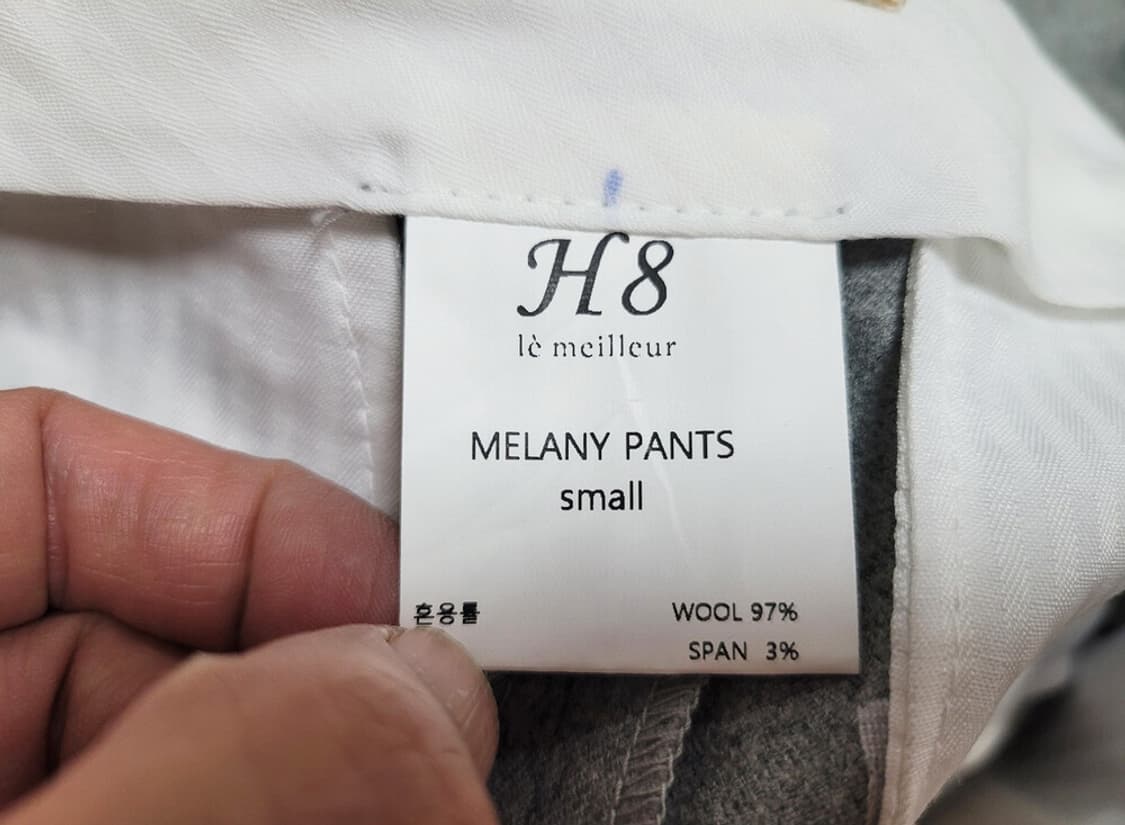 H8
lè meilleur
MELANY PANTS
small
혼용률 WOOL 97%
SPAN 3%